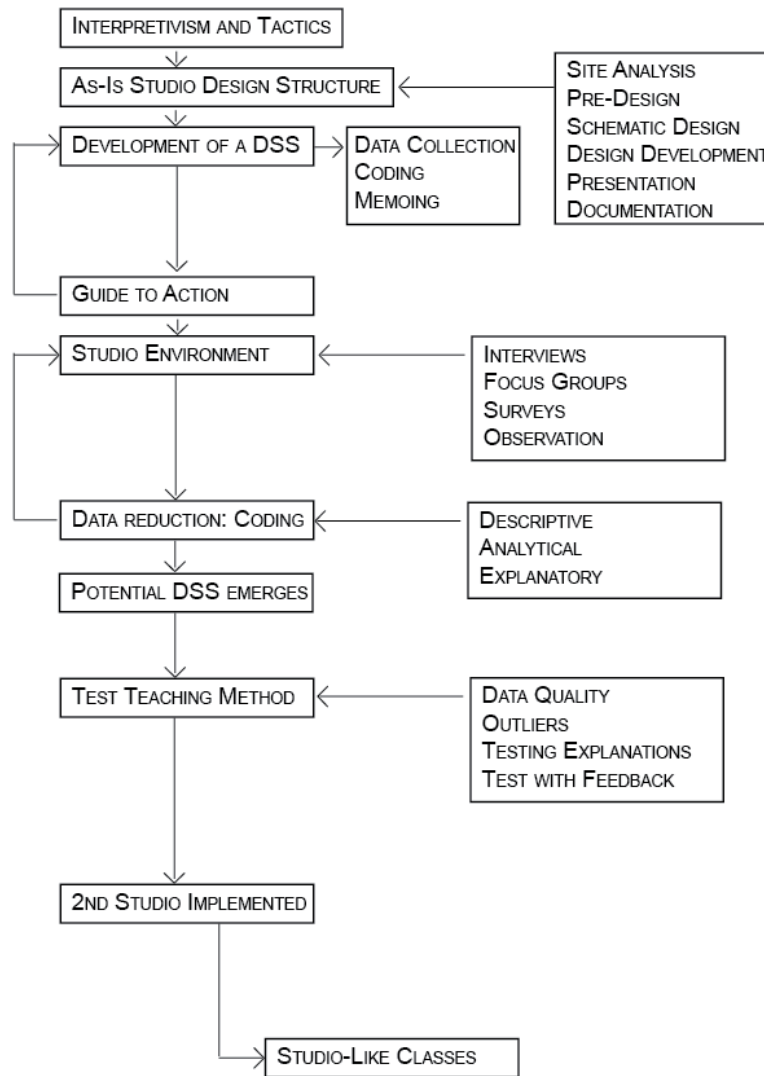 Interpretivism and Tactics
As-Is Studio Design Structure
Site Analysis
Pre-Design
Schematic Design
Design Development
Presentation
Documentation
Development of a DSS
Data Collection
Coding
Memoing
Guide to Action
Studio Environment
Interviews
Focus Groups
Surveys
Observation
Data reduction: Coding
Descriptive
Analytical
Explanatory
Potential DSS emerges
Test Teaching Method
Data Quality
Outliers
Testing Explanations
Test with Feedback
2nd Studio Implemented
Studio-Like Classes